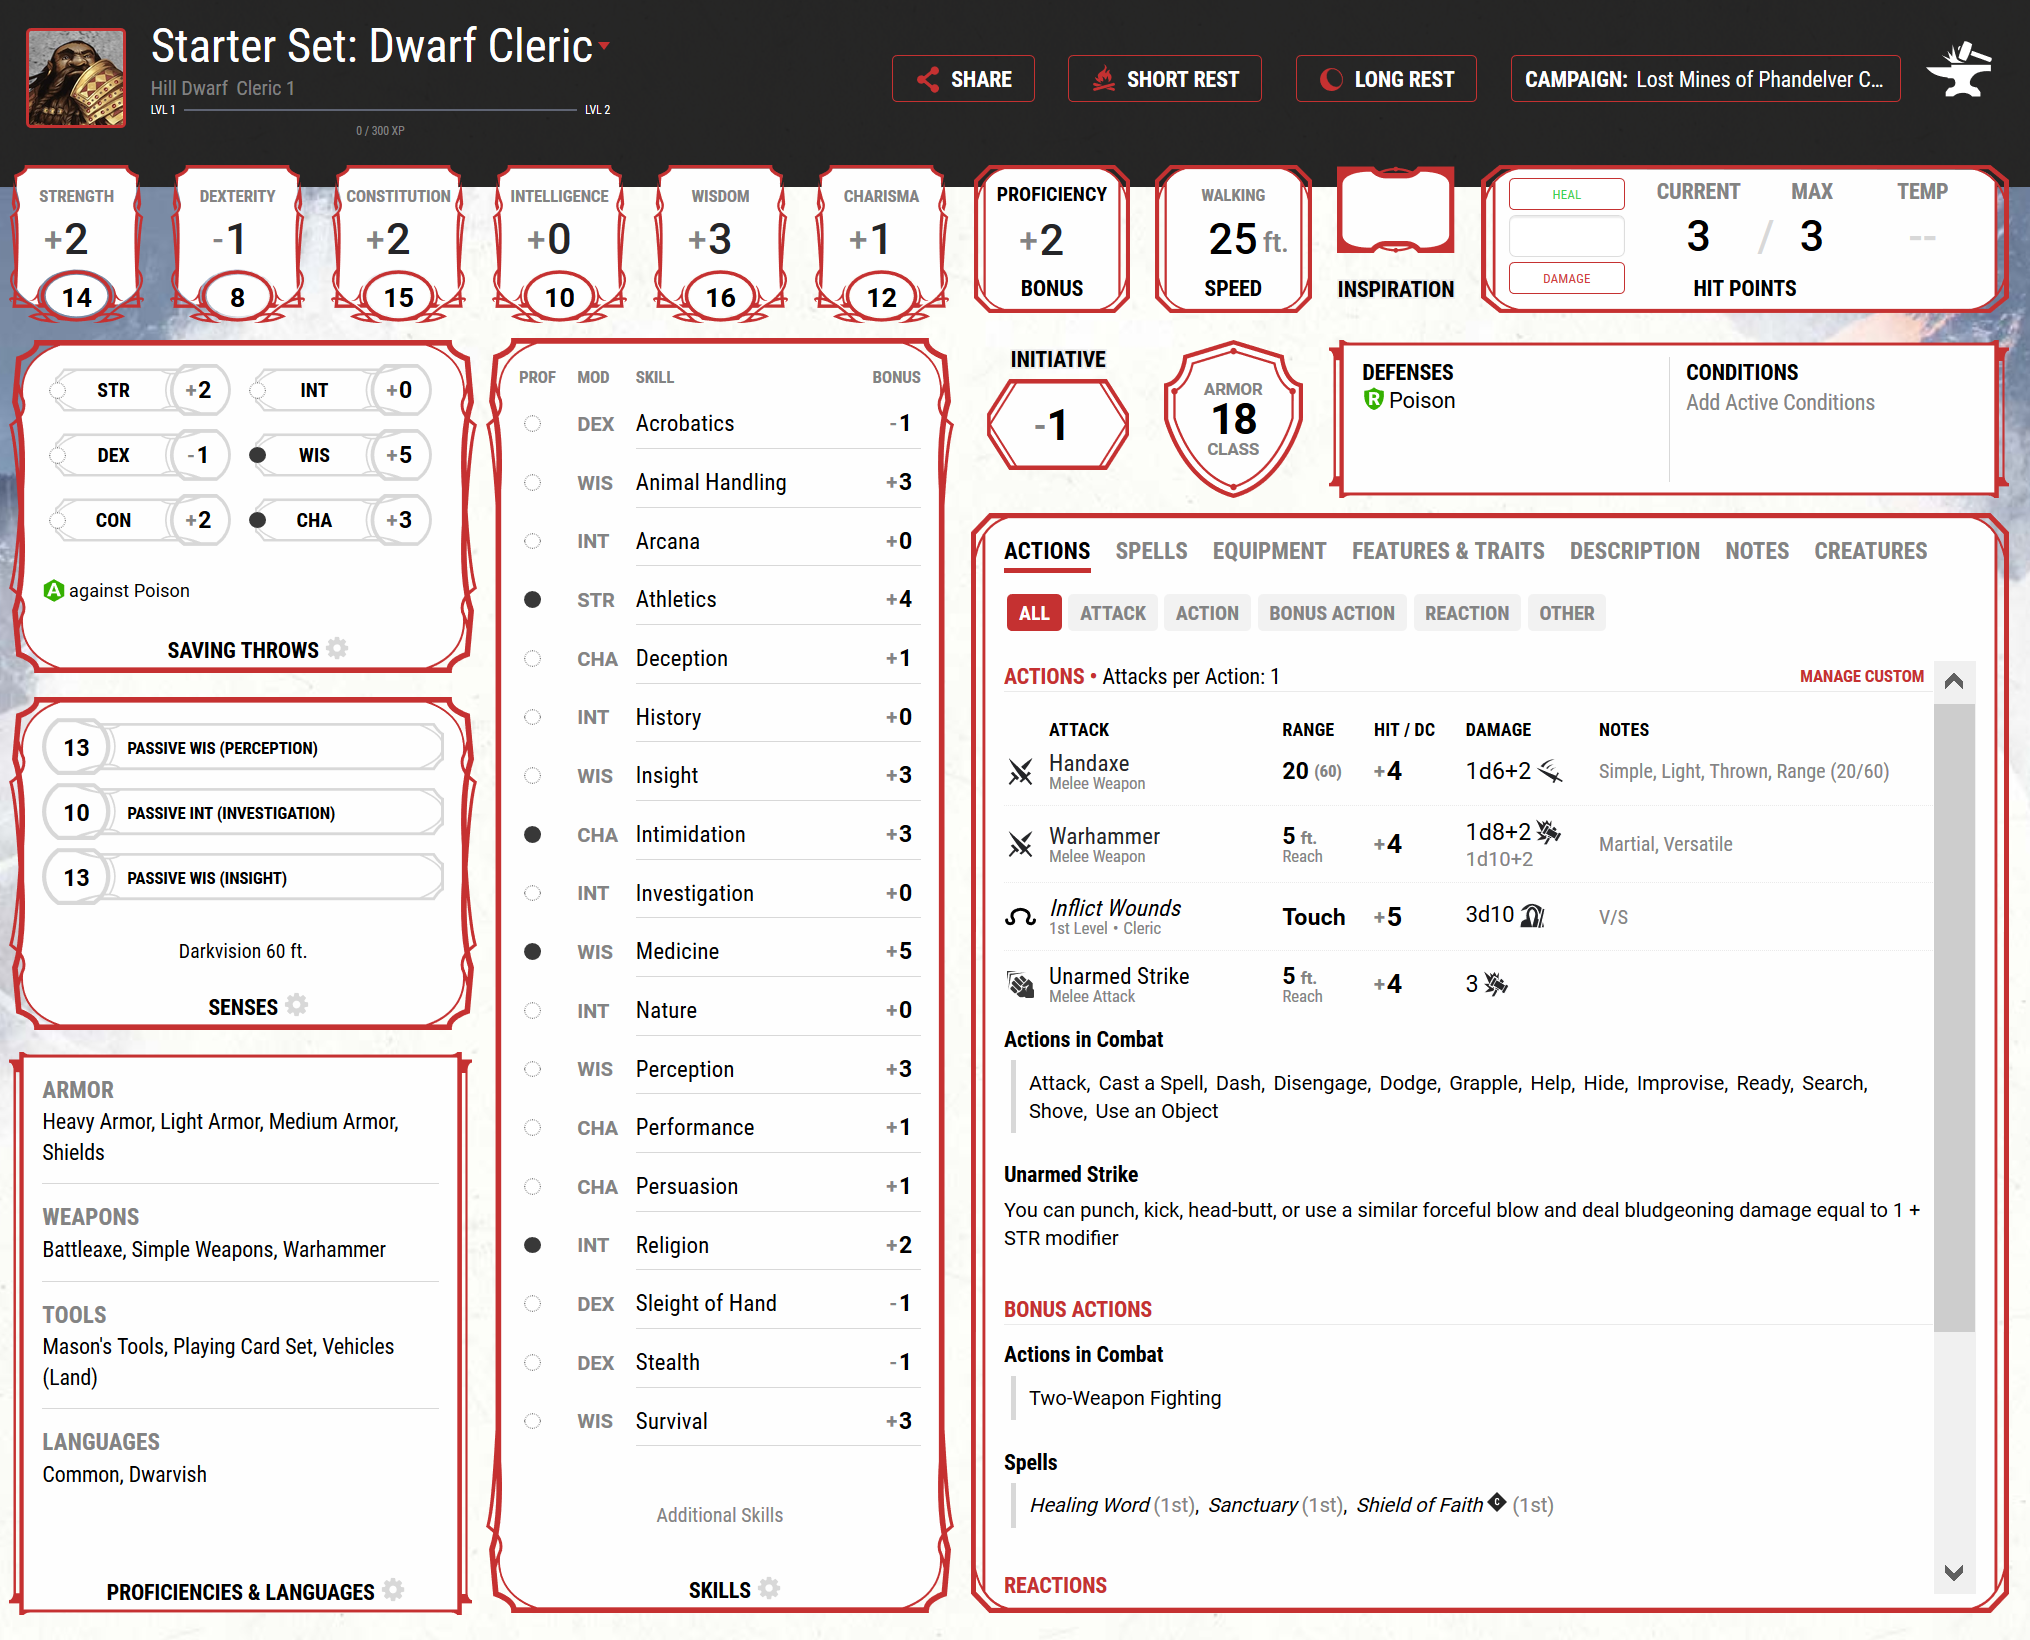 Starter Set: Dwarf Cleric
Hill Dwarf Cleric 1
LVL 1 LVL 2
0 / 300 XP
SHARE
SHORT REST
LONG REST
CAMPAIGN: Lost Mines of Phandelver C...
STRENGTH
+2
14
DEXTERITY
-1
8
CONSTITUTION
+2
15
INTELLIGENCE
+0
10
WISDOM
+3
16
CHARISMA
+1
12
PROFICIENCY
+2
BONUS
WALKING
25 ft.
SPEED
INSPIRATION
HEAL
DAMAGE
CURRENT MAX TEMP
3 / 3 --
HIT POINTS
STR +2 INT +0
DEX -1 WIS +5
CON +2 CHA +3
A against Poison
SAVING THROWS
13 PASSIVE WIS (PERCEPTION)
10 PASSIVE INT (INVESTIGATION)
13 PASSIVE WIS (INSIGHT)
Darkvision 60 ft.
SENSES
ARMOR
Heavy Armor, Light Armor, Medium Armor,
Shields
WEAPONS
Battleaxe, Simple Weapons, Warhammer
TOOLS
Mason's Tools, Playing Card Set, Vehicles
(Land)
LANGUAGES
Common, Dwarvish
PROFICIENCIES & LANGUAGES
PROF MOD SKILL BONUS
DEX Acrobatics -1
WIS Animal Handling +3
INT Arcana +0
STR Athletics +4
CHA Deception +1
INT History +0
WIS Insight +3
CHA Intimidation +3
INT Investigation +0
WIS Medicine +5
INT Nature +0
WIS Perception +3
CHA Performance +1
CHA Persuasion +1
INT Religion +2
DEX Sleight of Hand -1
DEX Stealth -1
WIS Survival +3
Additional Skills
SKILLS
INITIATIVE
-1
ARMOR
18
CLASS
DEFENSES
R Poison
CONDITIONS
Add Active Conditions
ACTIONS SPELLS EQUIPMENT FEATURES & TRAITS DESCRIPTION NOTES CREATURES
ALL ATTACK ACTION BONUS ACTION REACTION OTHER
ACTIONS • Attacks per Action: 1 MANAGE CUSTOM
ATTACK RANGE HIT / DC DAMAGE NOTES
Handaxe 20 (60) +4 1d6+2 Simple, Light, Thrown, Range (20/60)
Melee Weapon
Warhammer 5 ft. +4 1d8+2 Martial, Versatile
Melee Weapon Reach 1d10+2
Inflict Wounds Touch +5 3d10 V/S
1st Level • Cleric
Unarmed Strike 5 ft. +4 3
Melee Attack Reach
Actions in Combat
Attack, Cast a Spell, Dash, Disengage, Dodge, Grapple, Help, Hide, Improvise, Ready, Search,
Shove, Use an Object
Unarmed Strike
You can punch, kick, head-butt, or use a similar forceful blow and deal bludgeoning damage equal to 1 +
STR modifier
BONUS ACTIONS
Actions in Combat
Two-Weapon Fighting
Spells
Healing Word (1st), Sanctuary (1st), Shield of Faith C (1st)
REACTIONS